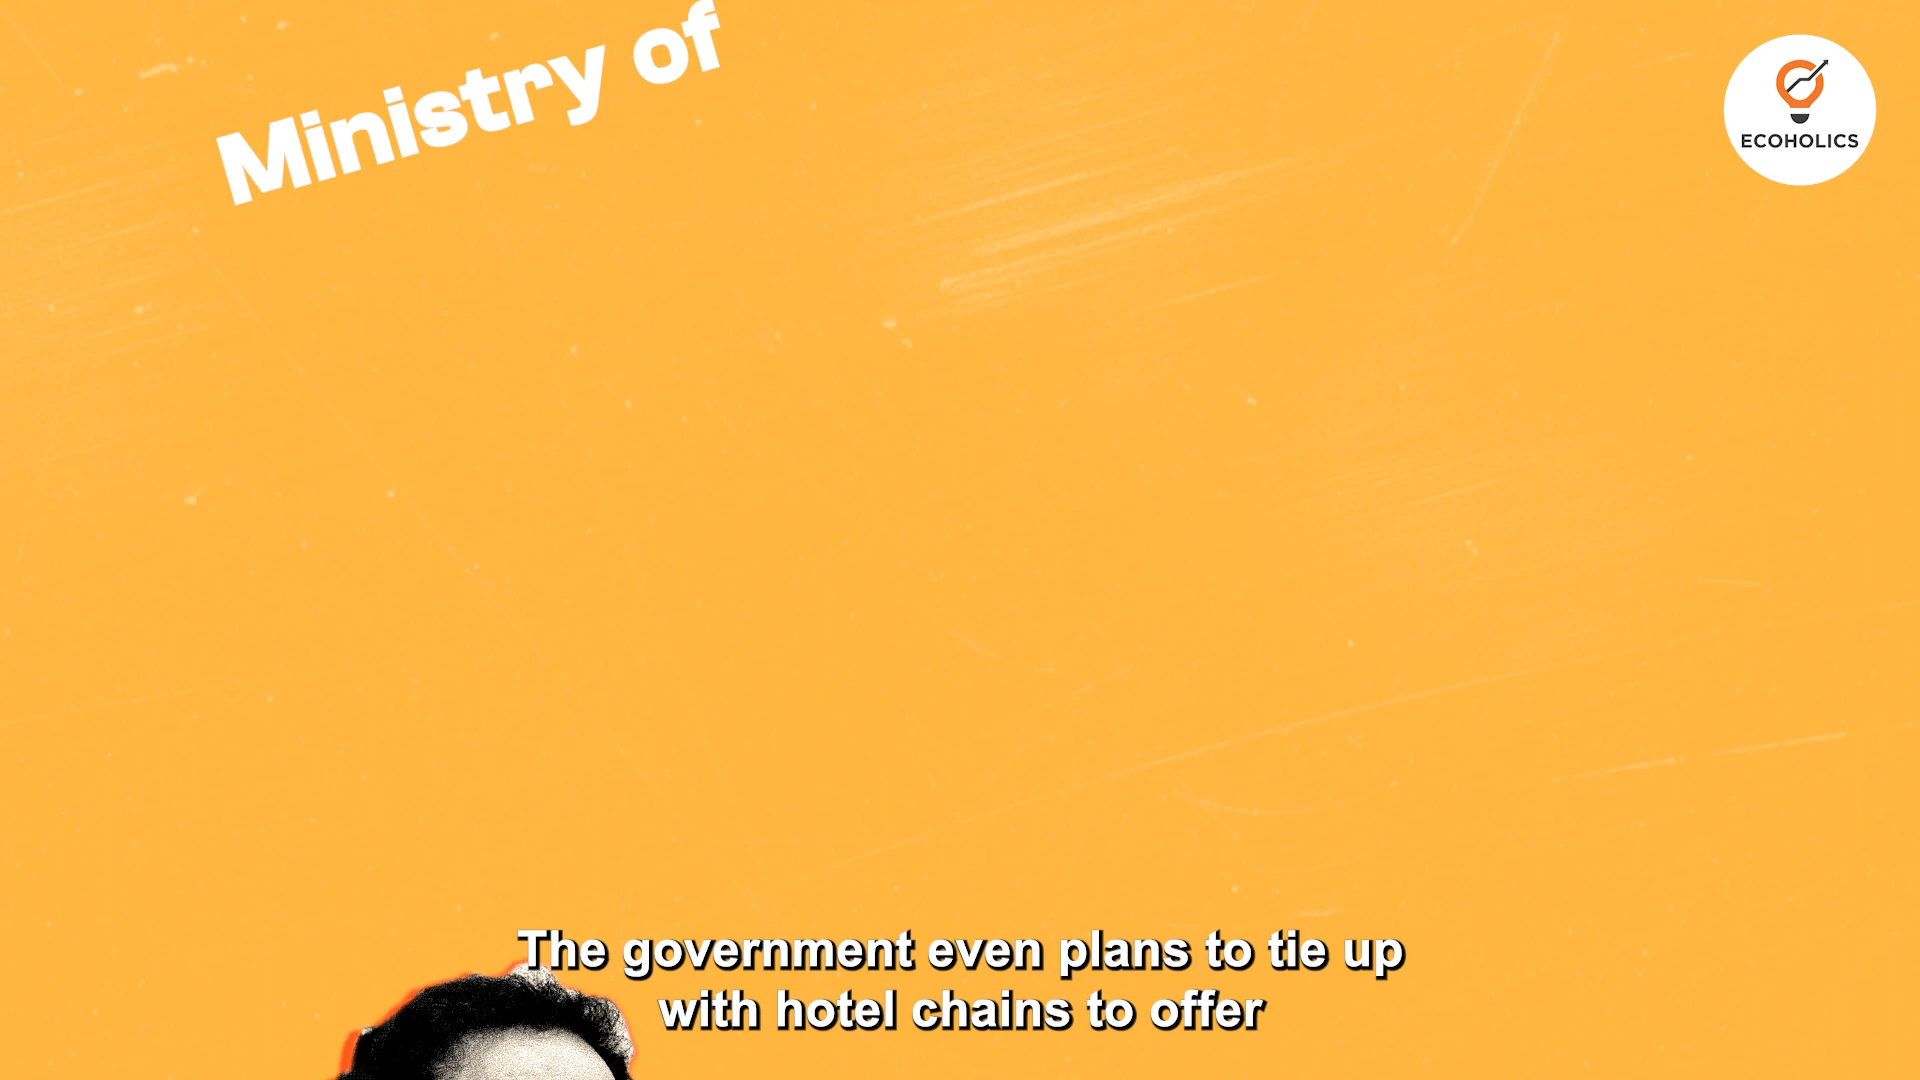 Ministry of
ECOHOLICS
The government even plans to tie up
with hotel chains to offer